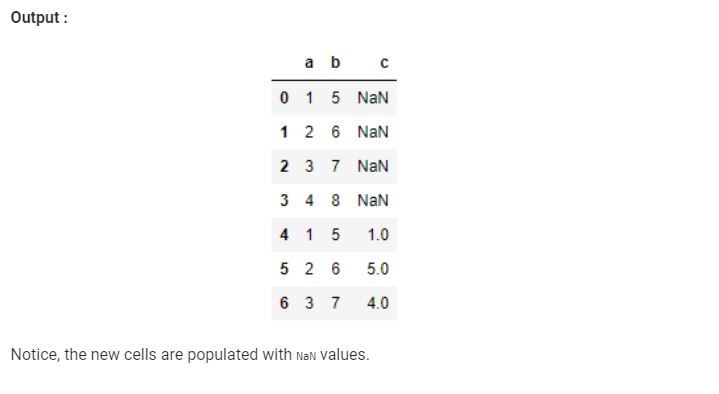 Output :
a b c
0 1 5 NaN
1 2 6 NaN
2 3 7 NaN
3 4 8 NaN
4 1 5 1.0
5 2 6 5.0
6 3 7 4.0
Notice, the new cells are populated with NaN values.